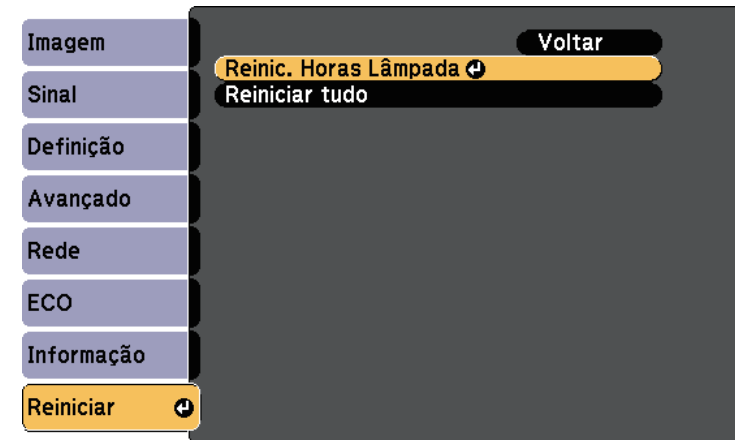 Imagem
Sinal
Definição
Avançado
Rede
ECO
Informação
Reiniciar
Voltar
Reinic. Horas Lâmpada
Reiniciar tudo